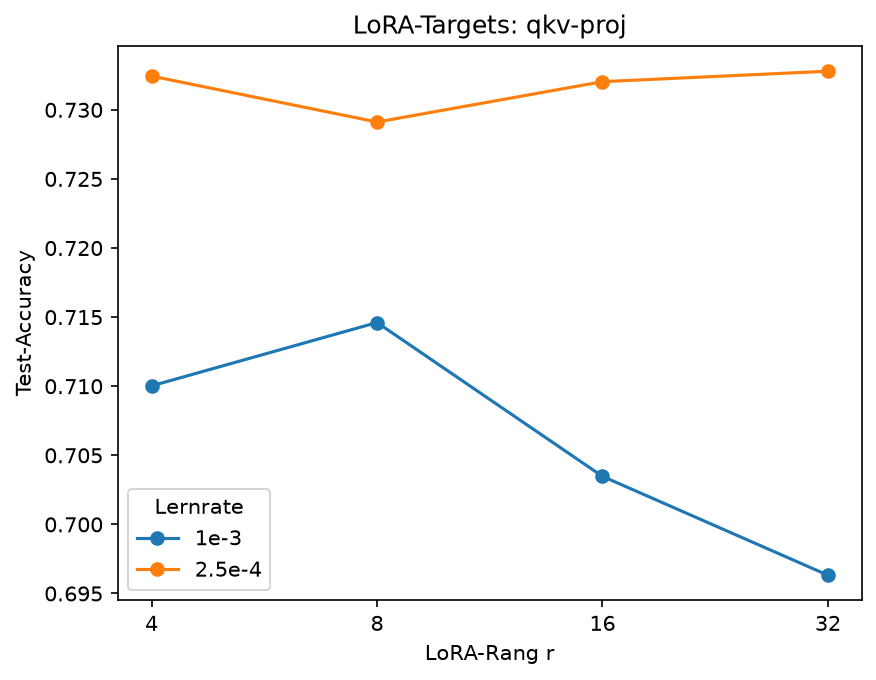 LoRA-Targets: qkv-proj
Test-Accuracy
0.730
0.725
0.720
0.715
0.710
0.705
0.700
0.695
Lernrate
1e-3
2.5e-4
4 8 16 32
LoRA-Rang r